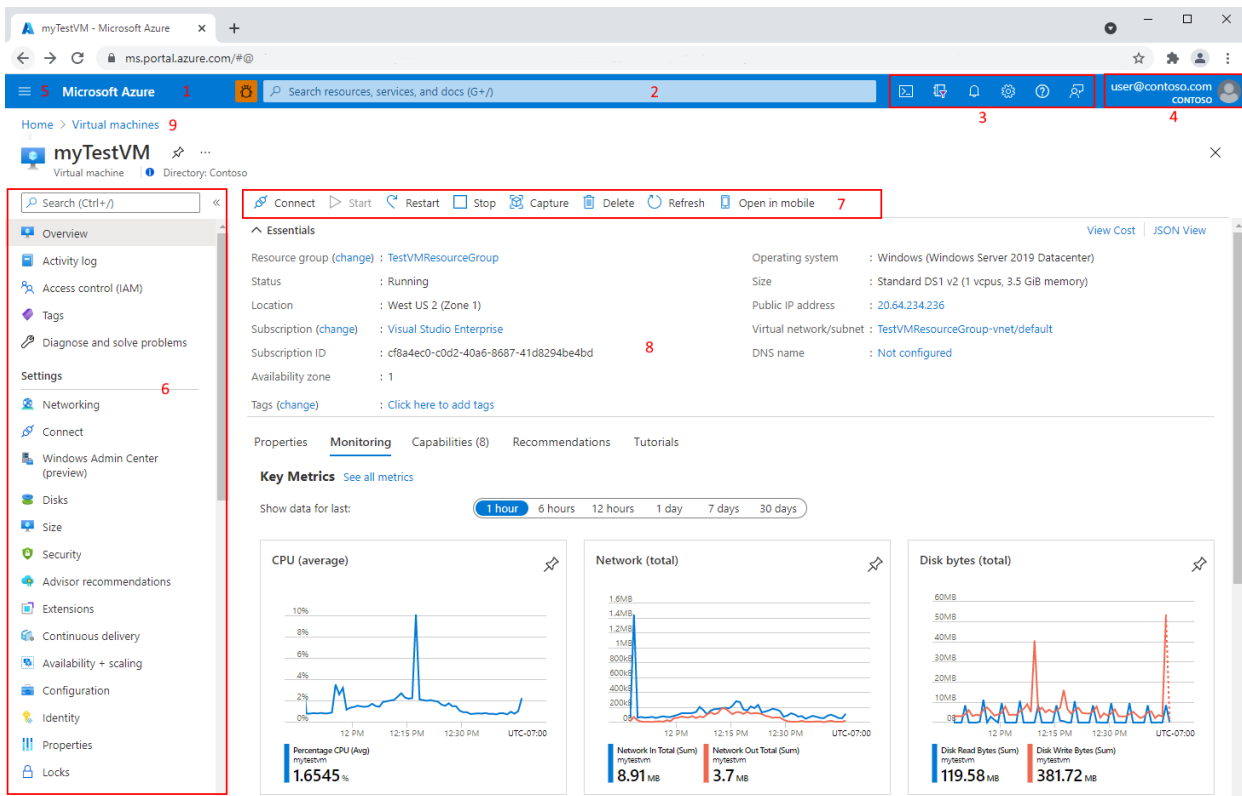 myTestVM - Microsoft Azure
ms.portal.azure.com/#@
5 Microsoft Azure 1
Search resources, services, and docs (G+/) 2
3
user@contoso.com
CONTOSO
4
Home > Virtual machines 9
myTestVM ...
Virtual machine Directory: Contoso
Search (Ctrl+/) «
Overview
Activity log
Access control (IAM)
Tags
Diagnose and solve problems
Settings
6
Networking
Connect
Windows Admin Center
(preview)
Disks
Size
Security
Advisor recommendations
Extensions
Continuous delivery
Availability + scaling
Configuration
Identity
Properties
Locks
Connect Start Restart Stop Capture Delete Refresh Open in mobile 7
Essentials
View Cost JSON View
Resource group (change) : TestVMResourceGroup
Status : Running
Location : West US 2 (Zone 1)
Subscription (change) : Visual Studio Enterprise
Subscription ID : cf8a4ec0-c0d2-40a6-8687-41d8294be4bd
Availability zone : 1
Tags (change) : Click here to add tags
8
Operating system : Windows (Windows Server 2019 Datacenter)
Size : Standard DS1 v2 (1 vcpus, 3.5 GiB memory)
Public IP address : 20.64.234.236
Virtual network/subnet : TestVMResourceGroup-vnet/default
DNS name : Not configured
Properties Monitoring Capabilities (8) Recommendations Tutorials
Key Metrics See all metrics
Show data for last: 1 hour 6 hours 12 hours 1 day 7 days 30 days
CPU (average)
10%
8%
6%
4%
2%
0%
12 PM 12:15 PM 12:30 PM UTC-07:00
Percentage CPU (Avg)
mytestvm
1.6545 %
Network (total)
1.6MB
1.4MB
1.2MB
1MB
800kB
600kB
400kB
200kB
0B
12 PM 12:15 PM 12:30 PM UTC-07:00
Network In Total (Sum)
mytestvm
8.91 MB
Network Out Total (Sum)
mytestvm
3.7 MB
Disk bytes (total)
60MB
50MB
40MB
30MB
20MB
10MB
0B
12 PM 12:15 PM 12:30 PM UTC-07:00
Disk Read Bytes (Sum)
mytestvm
119.58 MB
Disk Write Bytes (Sum)
mytestvm
381.72 MB